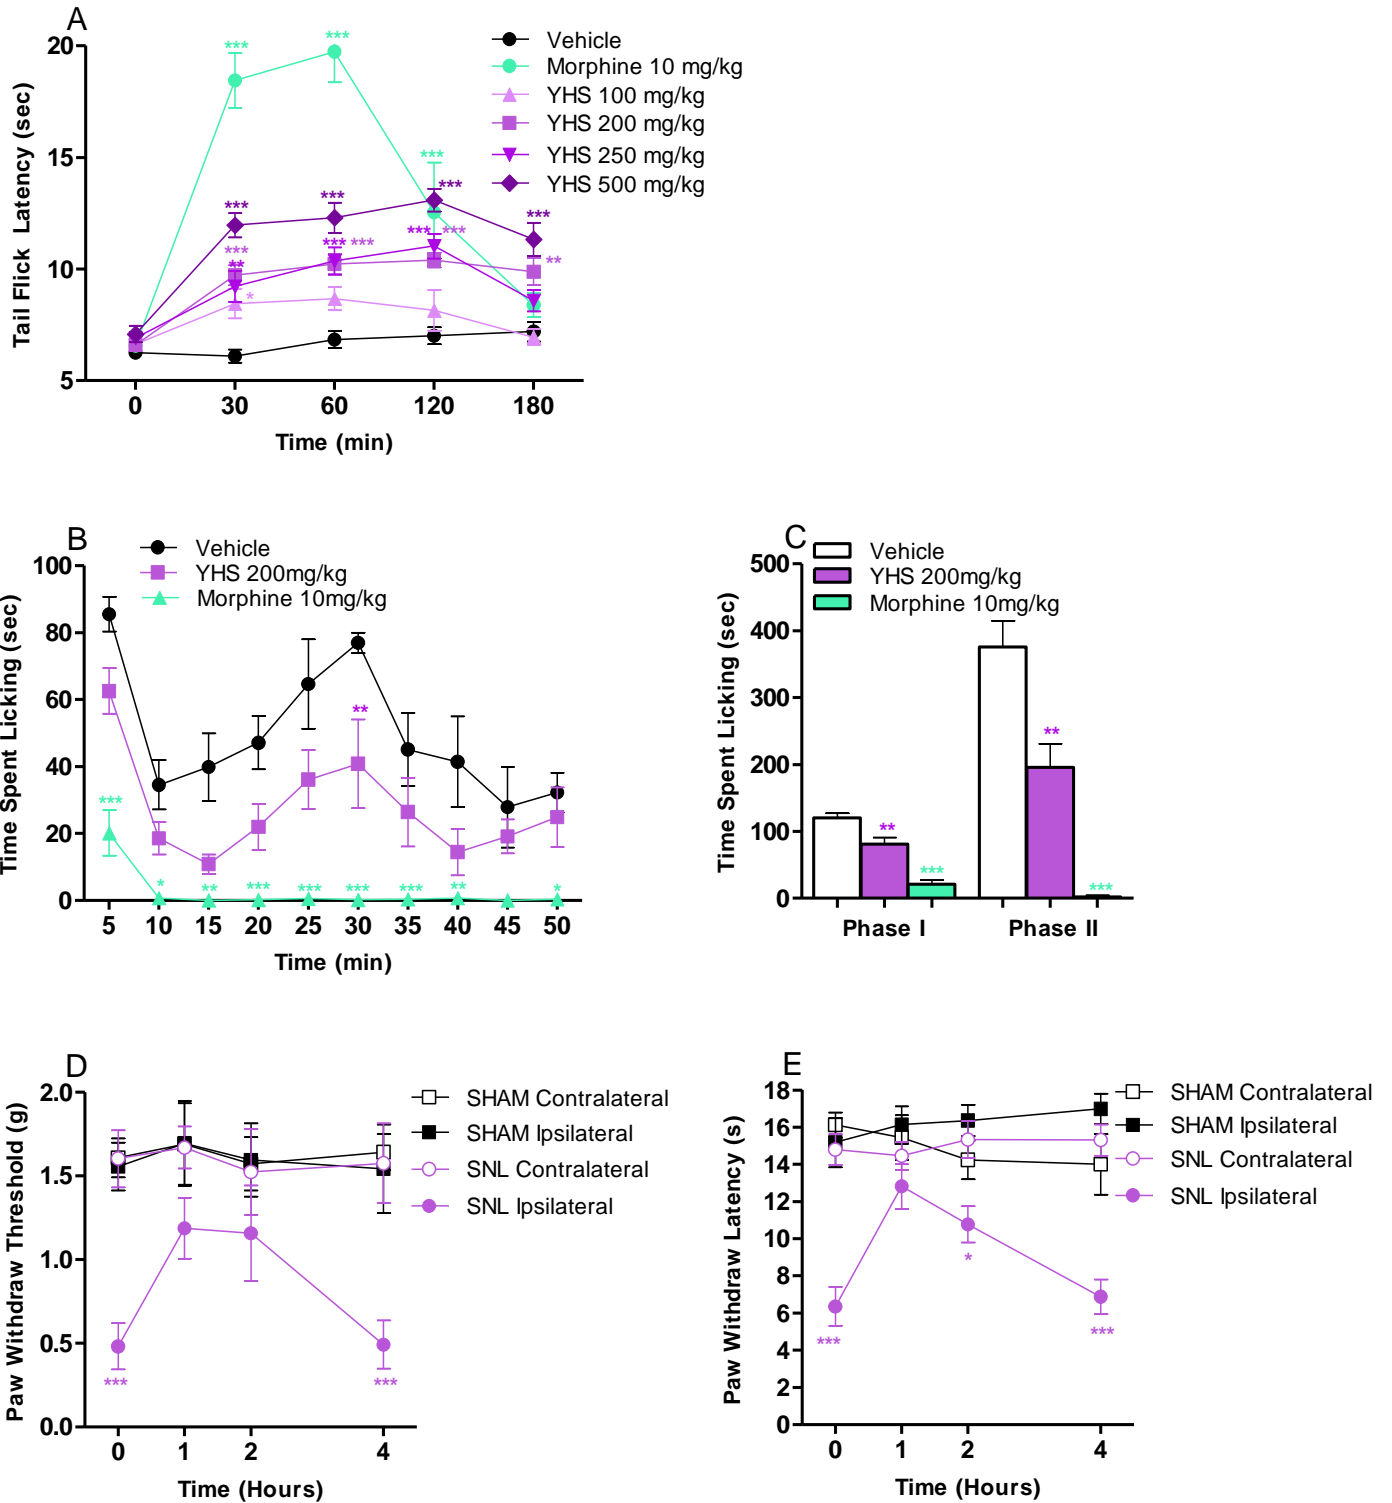 A
Tail Flick Latency (sec)
20
15
10
5
0 30 60 120 180
Time (min)
Vehicle
Morphine 10 mg/kg
YHS 100 mg/kg
YHS 200 mg/kg
YHS 250 mg/kg
YHS 500 mg/kg
*** *** *** ***
*** *** ***
*** *** *** *** *** **
** *
B
Time Spent Licking (sec)
Vehicle
YHS 200mg/kg
Morphine 10mg/kg
100
80
60
40
20
0
**
*** * ** *** *** *** *** ** *
5 10 15 20 25 30 35 40 45 50
Time (min)
C
Time Spent Licking (sec)
Vehicle
YHS 200mg/kg
Morphine 10mg/kg
500
400
300
200
100
0
** *** ** ***
Phase I Phase II
D
Paw Withdraw Threshold (g)
2.0
1.5
1.0
0.5
0.0
*** ***
0 1 2 4
Time (Hours)
SHAM Contralateral
SHAM Ipsilateral
SNL Contralateral
SNL Ipsilateral
E
Paw Withdraw Latency (s)
18
16
14
12
10
8
6
4
2
0
*** * ***
0 1 2 4
Time (Hours)
SHAM Contralateral
SHAM Ipsilateral
SNL Contralateral
SNL Ipsilateral